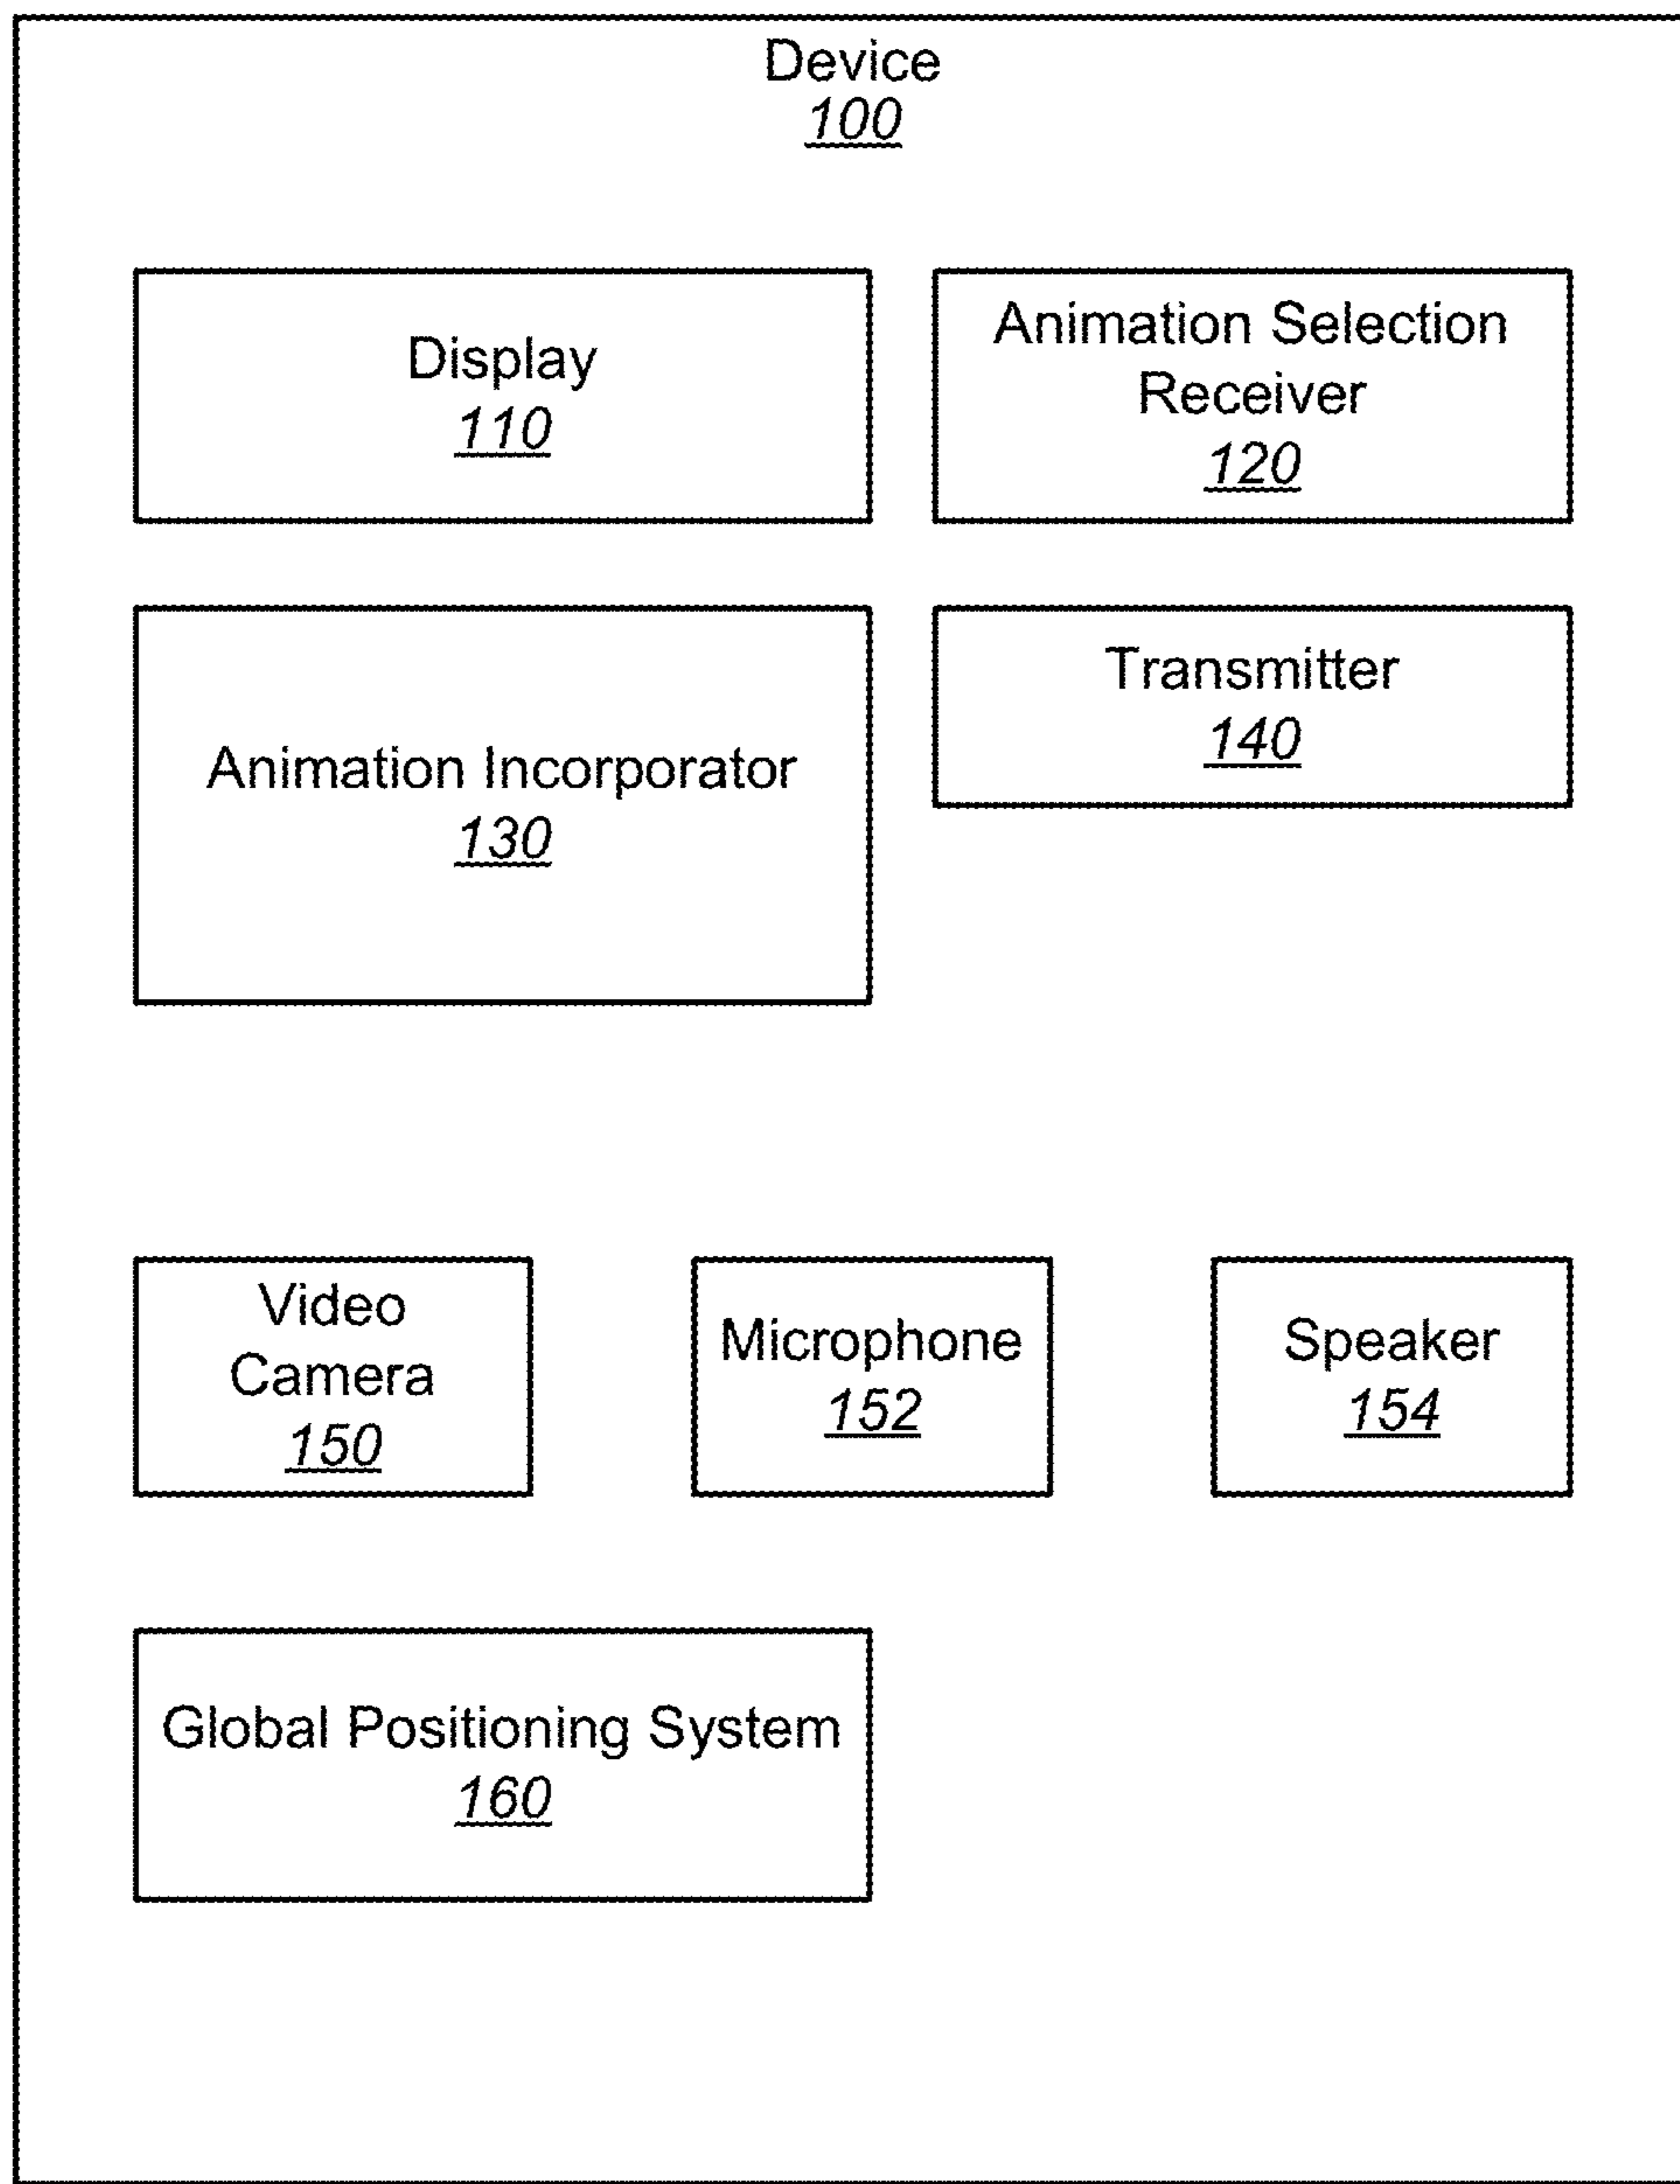 Device
100
Display
110
Animation Selection
Receiver
120
Animation Incorporator
130
Transmitter
140
Video
Camera
150
Microphone
152
Speaker
154
Global Positioning System
160